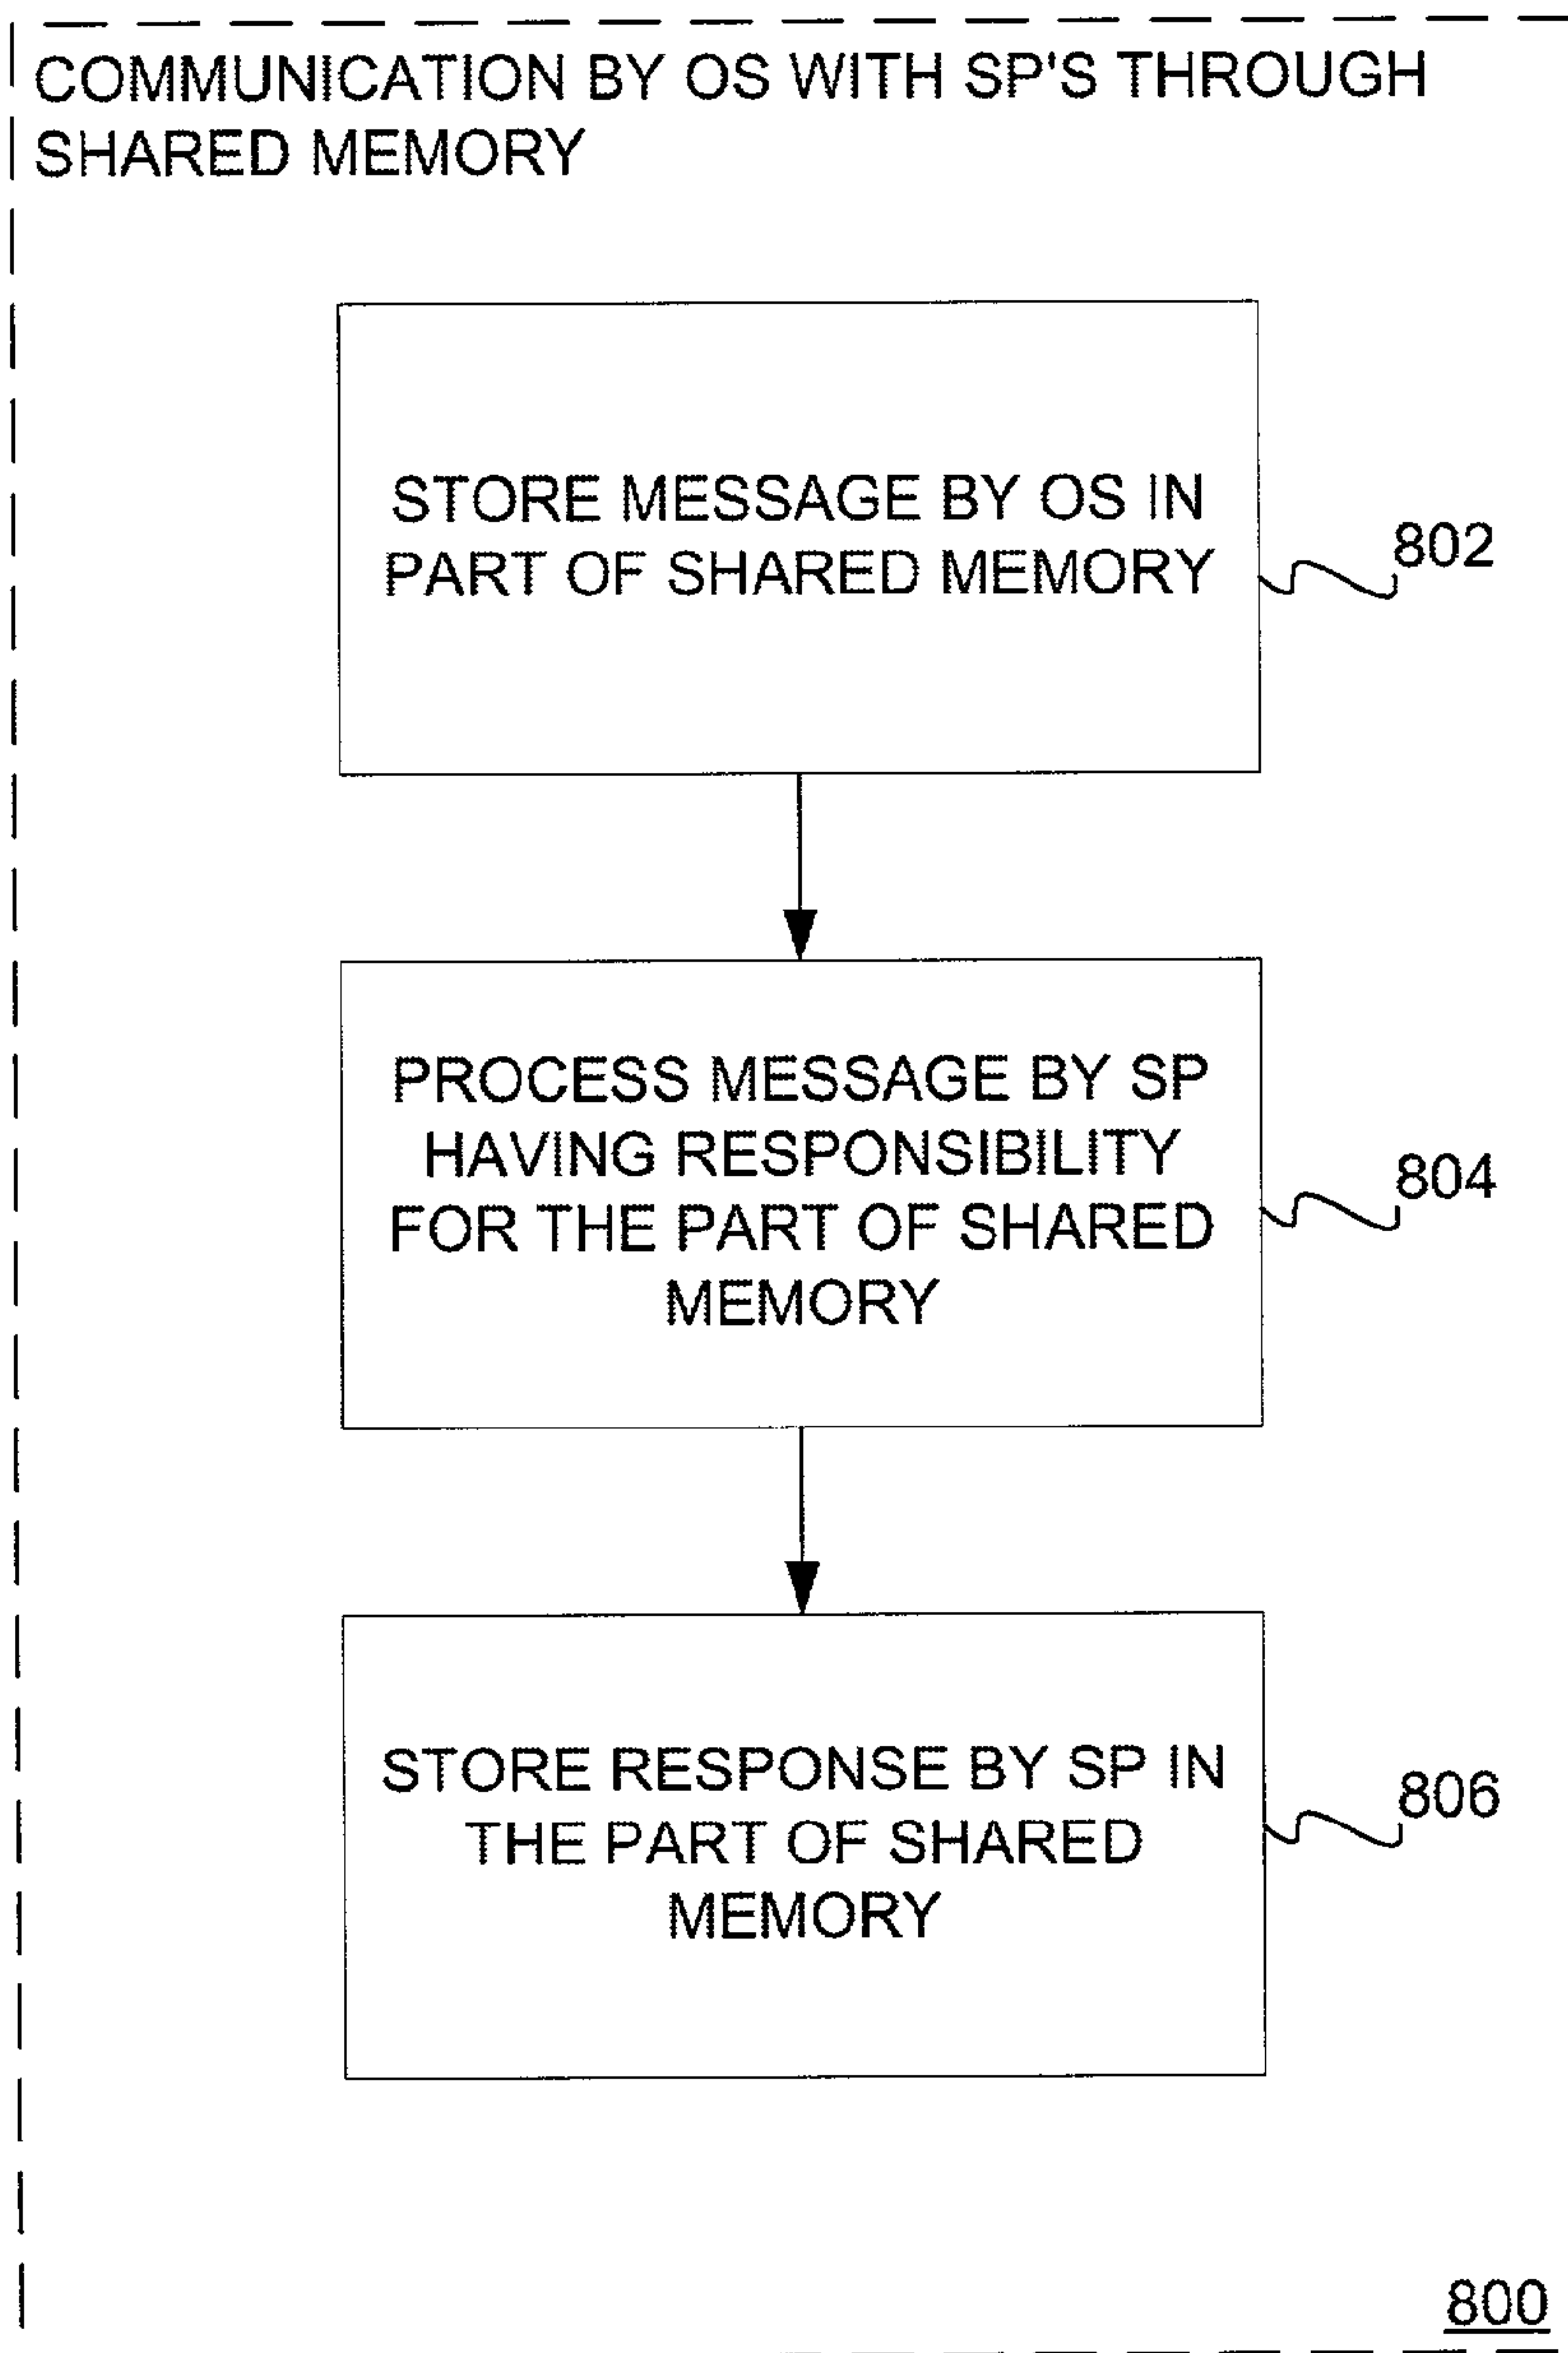 COMMUNICATION BY OS WITH SP'S THROUGH
SHARED MEMORY
STORE MESSAGE BY OS IN
PART OF SHARED MEMORY
802
PROCESS MESSAGE BY SP
HAVING RESPONSIBILITY
FOR THE PART OF SHARED
MEMORY
804
STORE RESPONSE BY SP IN
THE PART OF SHARED
MEMORY
806
800